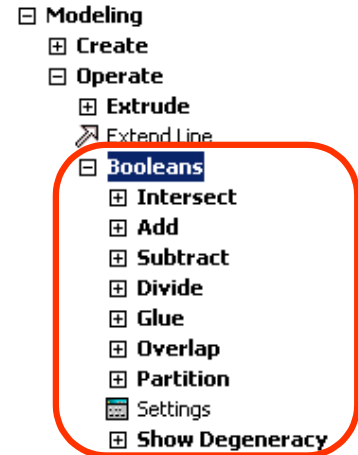 Modeling
Create
Operate
Extrude
Extend Line
Booleans
Intersect
Add
Subtract
Divide
Glue
Overlap
Partition
Settings
Show Degeneracy